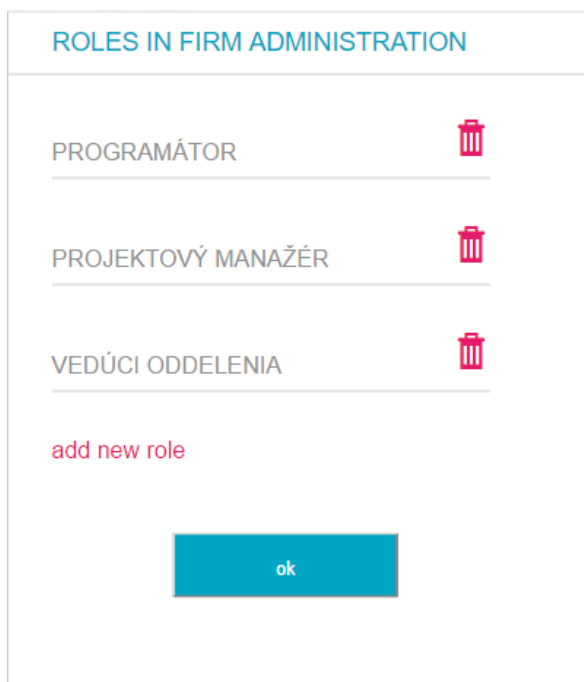 ROLES IN FIRM ADMINISTRATION
PROGRAMÁTOR
PROJEKTOVÝ MANAŽÉR
VEDÚCI ODDELENIA
add new role
ok